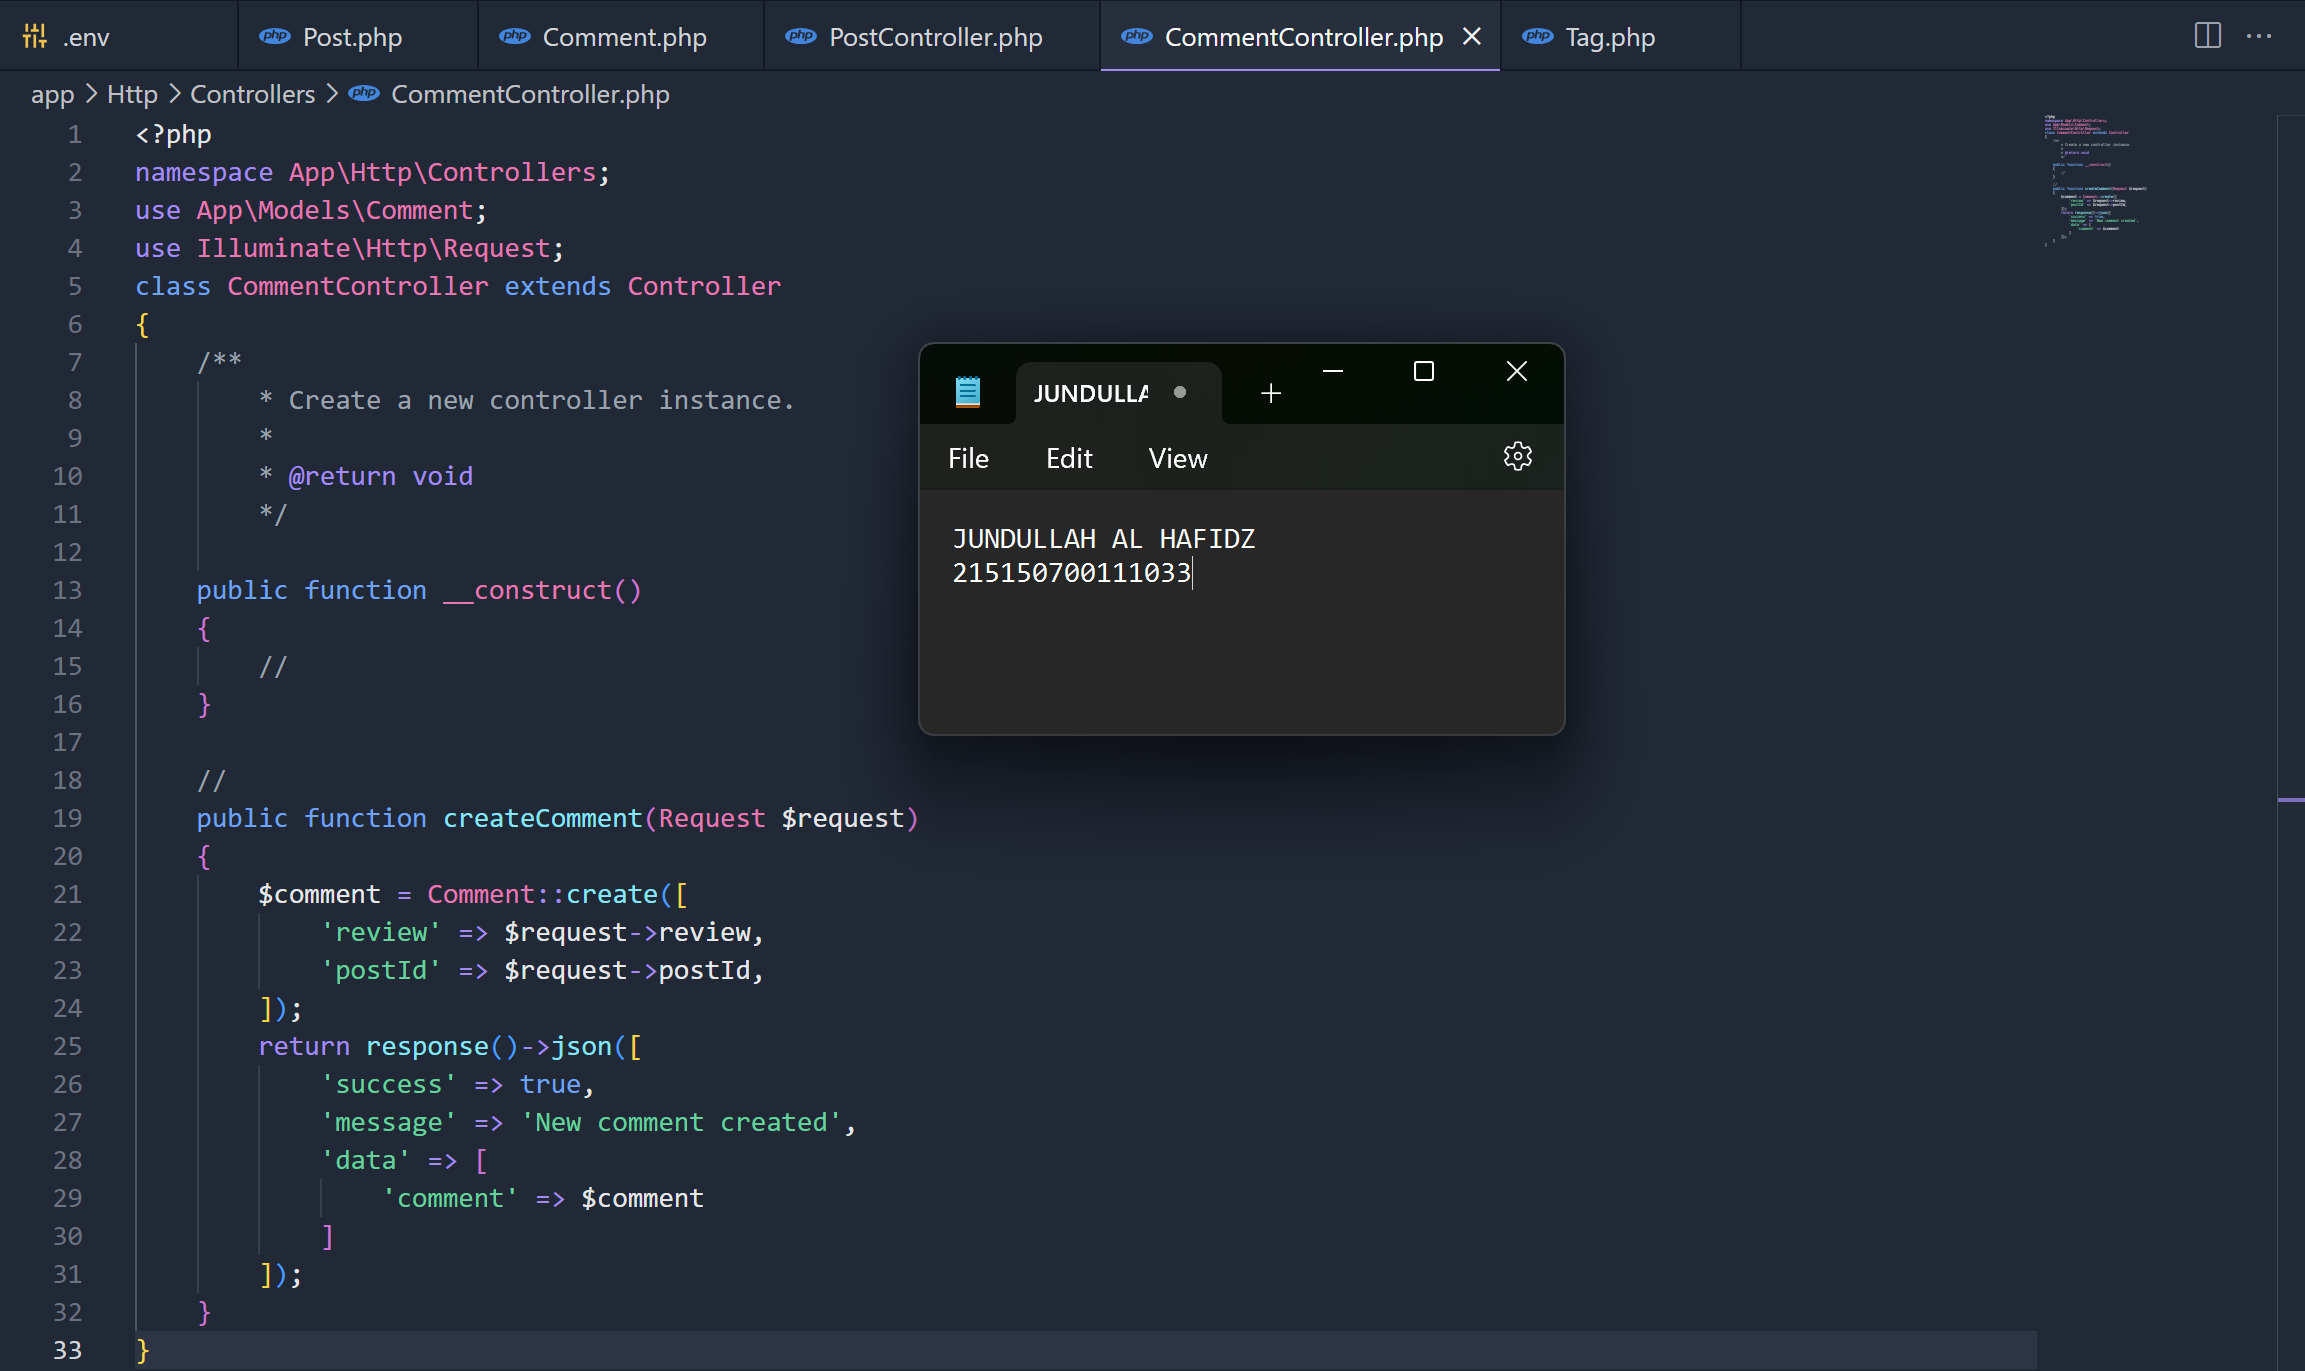 .env
Post.php
Comment.php
PostController.php
CommentController.php
Tag.php
app > Http > Controllers > CommentController.php
1 <?php
2 namespace App\Http\Controllers;
3 use App\Models\Comment;
4 use Illuminate\Http\Request;
5 class CommentController extends Controller
6 {
7     /**
8         * Create a new controller instance.
9         *
10         * @return void
11         */
12
13     public function __construct()
14     {
15         //
16     }
17
18     //
19     public function createComment(Request $request)
20     {
21         $comment = Comment::create([
22             'review' => $request->review,
23             'postId' => $request->postId,
24         ]);
25         return response()->json([
26             'success' => true,
27             'message' => 'New comment created',
28             'data' => [
29                 'comment' => $comment
30             ]
31         ]);
32     }
33 }
JUNDULLA
File Edit View
JUNDULLAH AL HAFIDZ
215150700111033